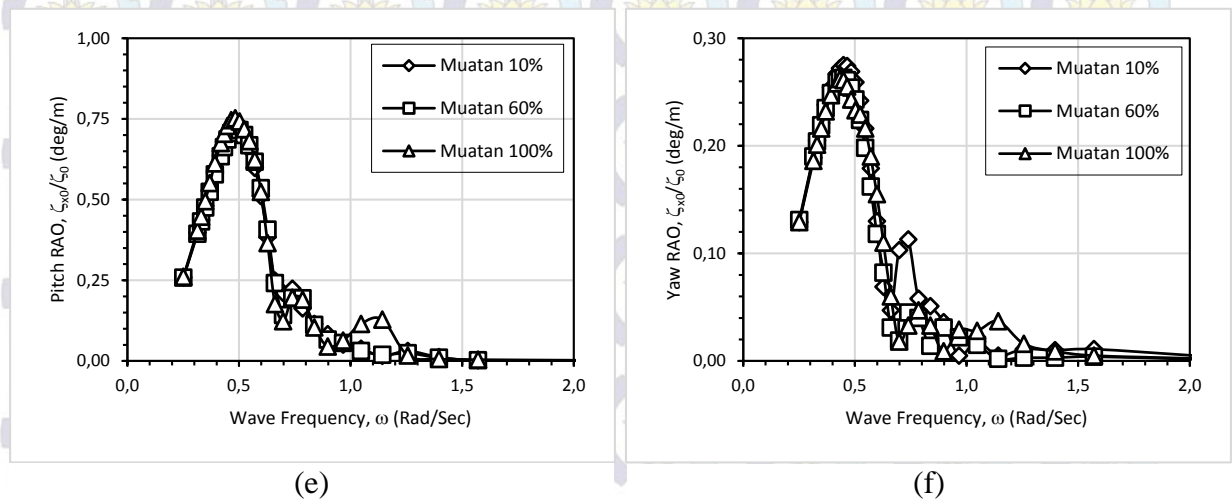 1,00
0,75
0,50
0,25
0,00
Pitch RAO, ζx0/ζ0 (deg/m)
Muatan 10%
Muatan 60%
Muatan 100%
0,0 0,5 1,0 1,5 2,0
Wave Frequency, ω (Rad/Sec)
(e)
0,30
0,20
0,10
0,00
Yaw RAO, ζx0/ζ0 (deg/m)
Muatan 10%
Muatan 60%
Muatan 100%
0,0 0,5 1,0 1,5 2,0
Wave Frequency, ω (Rad/Sec)
(f)